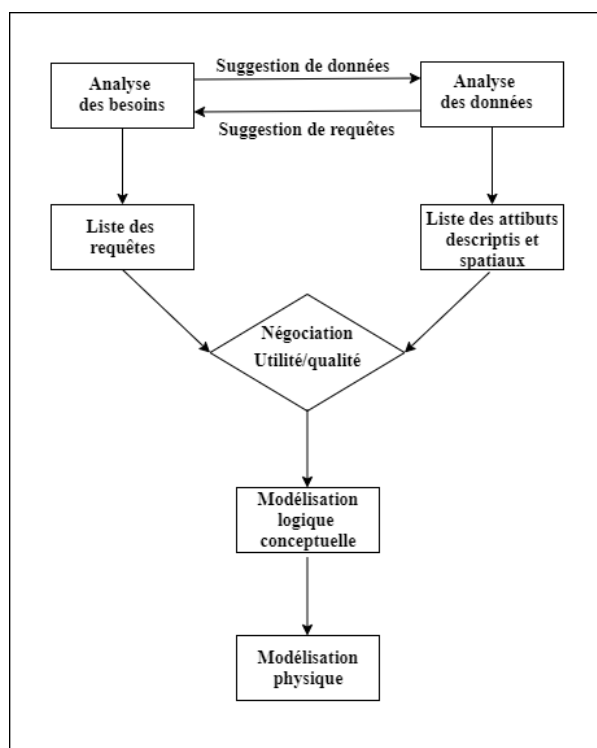 Suggestion de données
Analyse
des besoins
Analyse
des données
Suggestion de requêtes
Liste des
requêtes
Liste des attibuts
descriptis et
spatiaux
Négociation
Utilité/qualité
Modélisation
logique
conceptuelle
Modélisation
physique